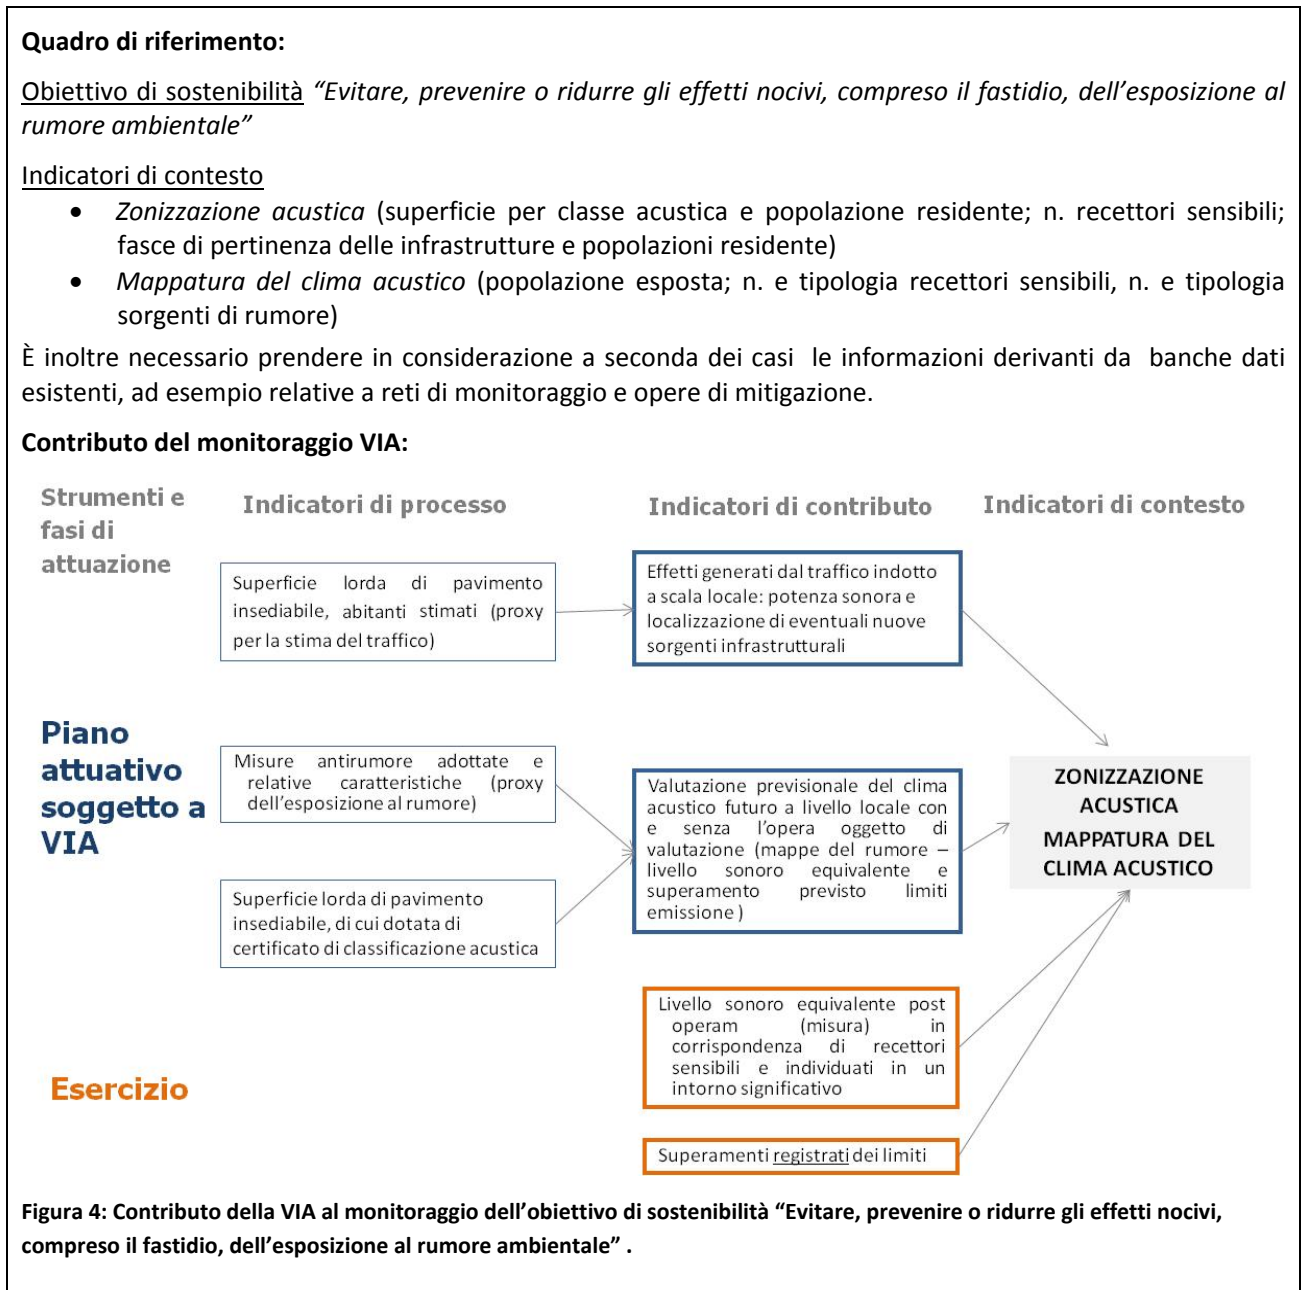 Quadro di riferimento:
Obiettivo di sostenibilità “Evitare, prevenire o ridurre gli effetti nocivi, compreso il fastidio, dell’esposizione al
rumore ambientale”
Indicatori di contesto
• Zonizzazione acustica (superficie per classe acustica e popolazione residente; n. recettori sensibili;
fasce di pertinenza delle infrastrutture e popolazioni residente)
• Mappatura del clima acustico (popolazione esposta; n. e tipologia recettori sensibili, n. e tipologia
sorgenti di rumore)
È inoltre necessario prendere in considerazione a seconda dei casi le informazioni derivanti da banche dati
esistenti, ad esempio relative a reti di monitoraggio e opere di mitigazione.
Contributo del monitoraggio VIA:
Strumenti e
fasi di
attuazione
Indicatori di processo
Indicatori di contributo
Indicatori di contesto
Superficie lorda di pavimento
insediabile, abitanti stimati (proxy
per la stima del traffico)
Effetti generati dal traffico indotto
a scala locale: potenza sonora e
localizzazione di eventuali nuove
sorgenti infrastrutturali
Piano
attuativo
soggetto a
VIA
Misure antirumore adottate e
relative caratteristiche (proxy
dell’esposizione al rumore)
Superficie lorda di pavimento
insediabile, di cui dotata di
certificato di classificazione acustica
Valutazione previsionale del clima
acustico futuro a livello locale con
e senza l’opera oggetto di
valutazione (mappe del rumore –
livello sonoro equivalente e
superamento previsto limiti
emissione )
ZONIZZAZIONE
ACUSTICA
MAPPATURA DEL
CLIMA ACUSTICO
Esercizio
Livello sonoro equivalente post
operam (misura) in
corrispondenza di recettori
sensibili e individuati in un
intorno significativo
Superamenti registrati dei limiti
Figura 4: Contributo della VIA al monitoraggio dell’obiettivo di sostenibilità “Evitare, prevenire o ridurre gli effetti nocivi,
compreso il fastidio, dell’esposizione al rumore ambientale” .